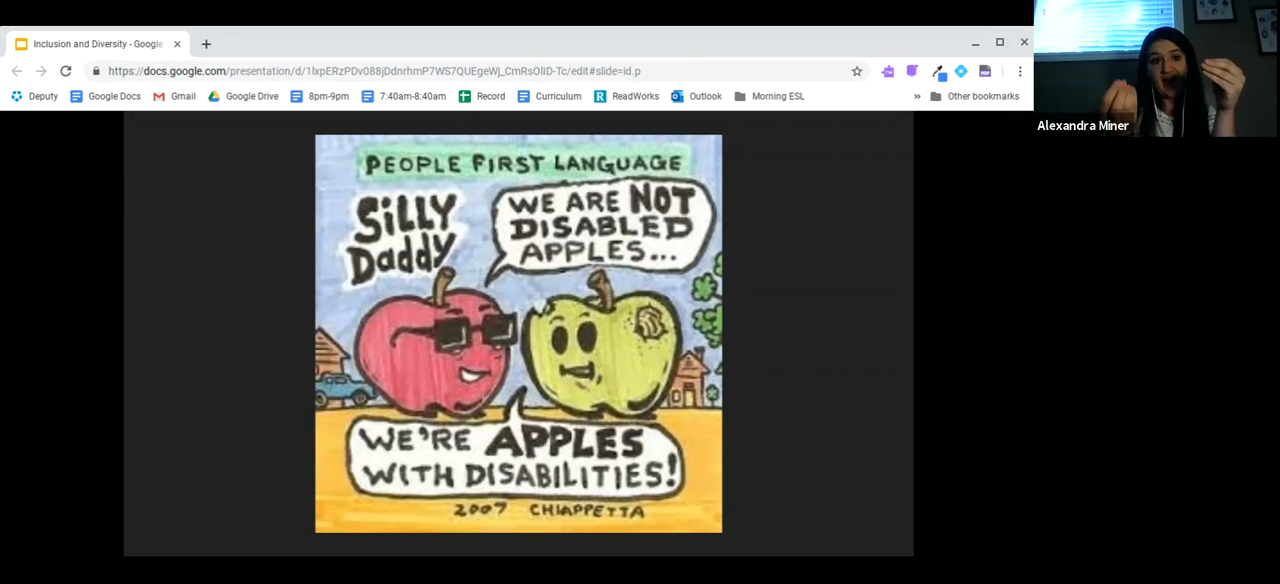 Inclusion and Diversity - Google
https://docs.google.com/presentation/d/1lxpERzPDv088jDdnrhmP7WS7QUEgeWj_CmRsOlID-Tc/edit#slide=id.p
Deputy Google Docs Gmail Google Drive 8pm-9pm 7:40am-8:40am Record Curriculum ReadWorks Outlook Morning ESL » Other bookmarks
Alexandra Miner
PEOPLE FIRST LANGUAGE
SiLLY
Daddy
WE ARE NOT
DISABLED
APPLES...
WE'RE APPLES
WITH DISABILITIES!
2007 CHIAPPETTA